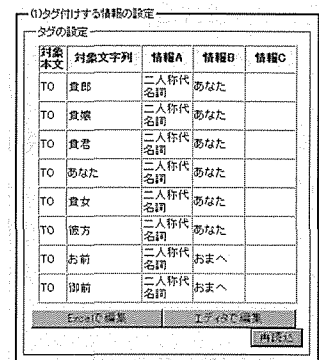 (1)タグ付けする情報の設定
タグの設定
対象本文 対象文字列 情報A 情報B 情報C
TO 貴郎 二人称代名詞 あなた
TO 貴嬢 二人称代名詞 あなた
TO 貴君 二人称代名詞 あなた
TO あなた 二人称代名詞 あなた
TO 貴女 二人称代名詞 あなた
TO 彼方 二人称代名詞 あなた
TO お前 二人称代名詞 おまへ
TO 御前 二人称代名詞 おまへ
Excelで編集 エディタで編集
再読込